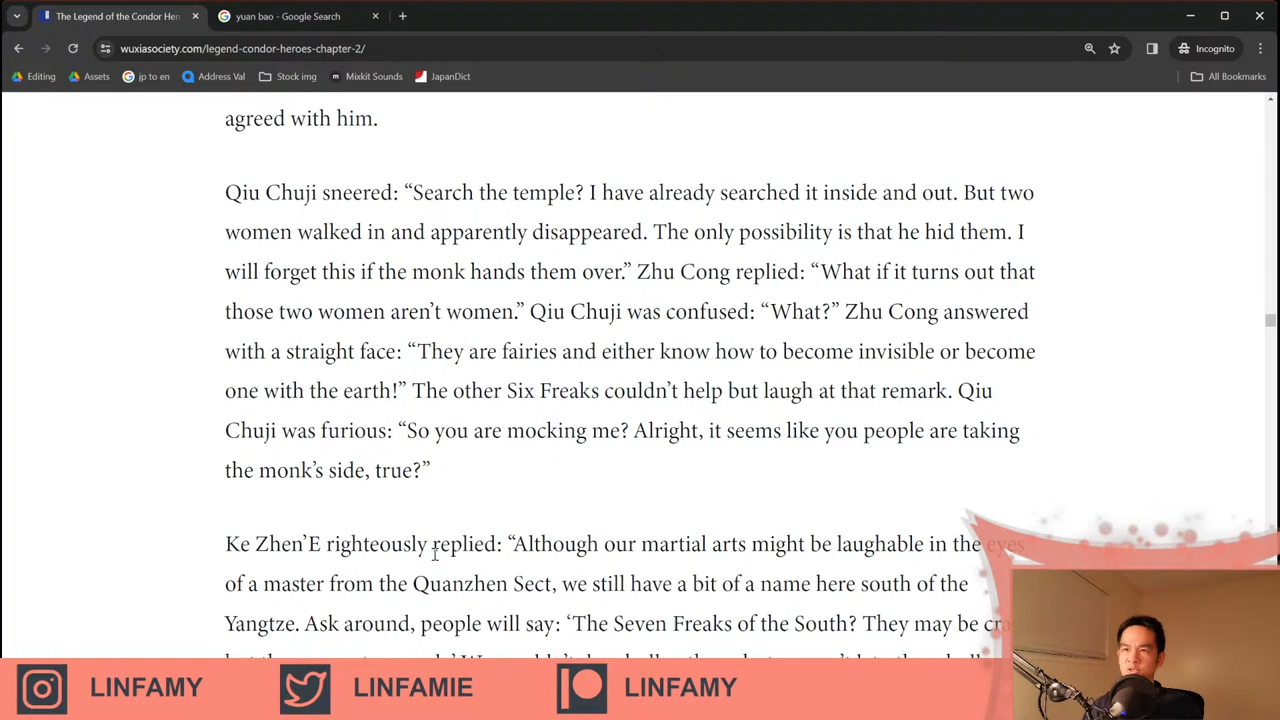 The Legend of the Condor Hen
yuan bao - Google Search
wuxiasociety.com/legend-condor-heroes-chapter-2/
Incognito
Editing
Assets
jp to en
Address Val
Stock img
Mixkit Sounds
JapanDict
All Bookmarks
agreed with him.
Qiu Chuji sneered: “Search the temple? I have already searched it inside and out. But two
women walked in and apparently disappeared. The only possibility is that he hid them. I
will forget this if the monk hands them over.” Zhu Cong replied: “What if it turns out that
those two women aren’t women.” Qiu Chuji was confused: “What?” Zhu Cong answered
with a straight face: “They are fairies and either know how to become invisible or become
one with the earth!” The other Six Freaks couldn’t help but laugh at that remark. Qiu
Chuji was furious: “So you are mocking me? Alright, it seems like you people are taking
the monk’s side, true?”
Ke Zhen’E righteously replied: “Although our martial arts might be laughable in the eyes
of a master from the Quanzhen Sect, we still have a bit of a name here south of the
Yangtze. Ask around, people will say: ‘The Seven Freaks of the South? They may be cra
LINFAMY
LINFAMIE
LINFAMY